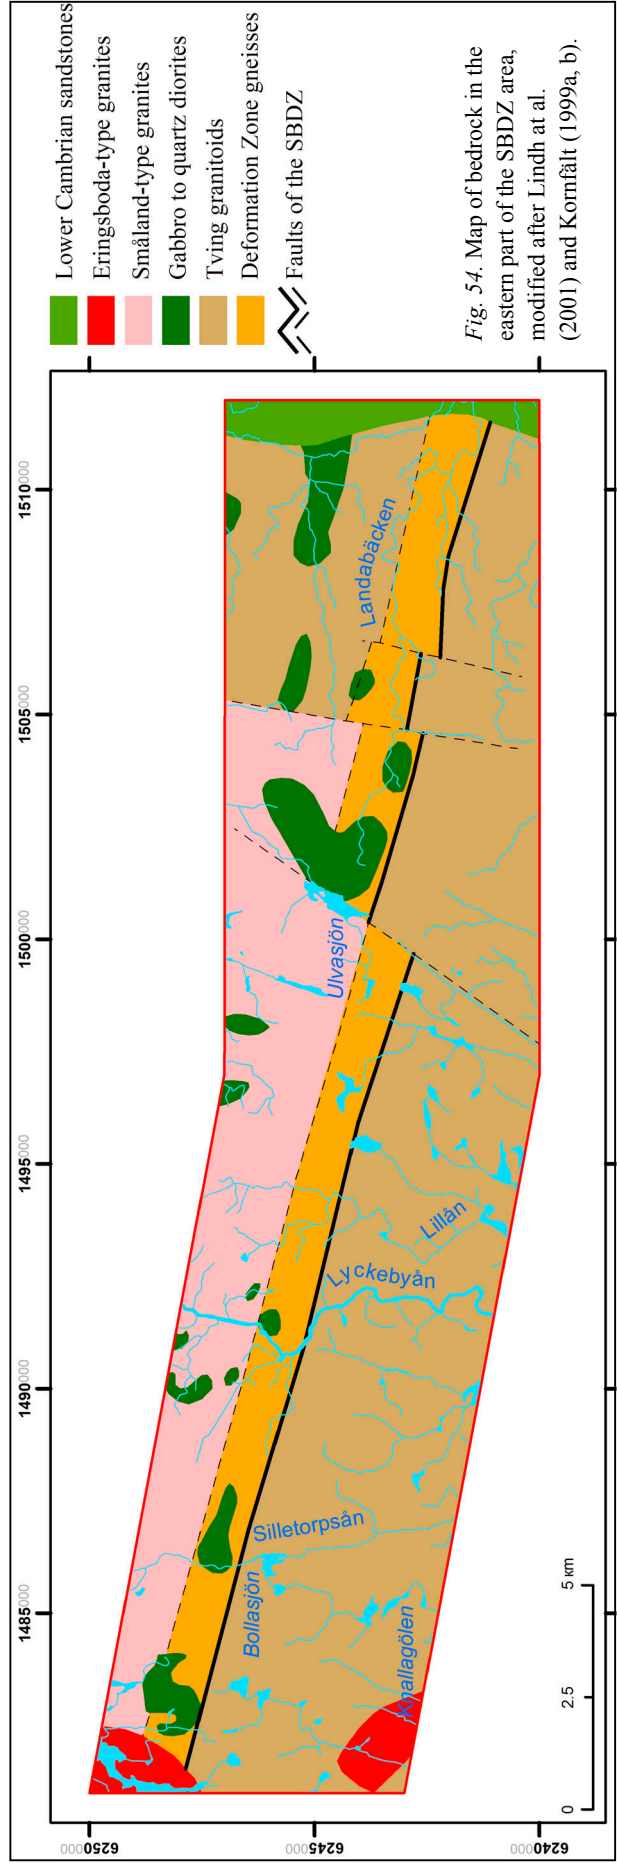 Lower Cambrian sandstones
Eringsboda-type granites
Småland-type granites
Gabbro to quartz diorites
Tving granitoids
Deformation Zone gneisses
Faults of the SBDZ
Fig. 54. Map of bedrock in the
eastern part of the SBDZ area,
modified after Lindh at al.
(2001) and Kornfält (1999a, b).
1485000
1490000
1495000
1500000
1505000
1510000
6250000
6245000
6240000
Bollasjön
Silletorpsån
Knallagölen
Lyckebyån
Lillån
Ulvasjön
Landabäcken
0
2.5
5 km